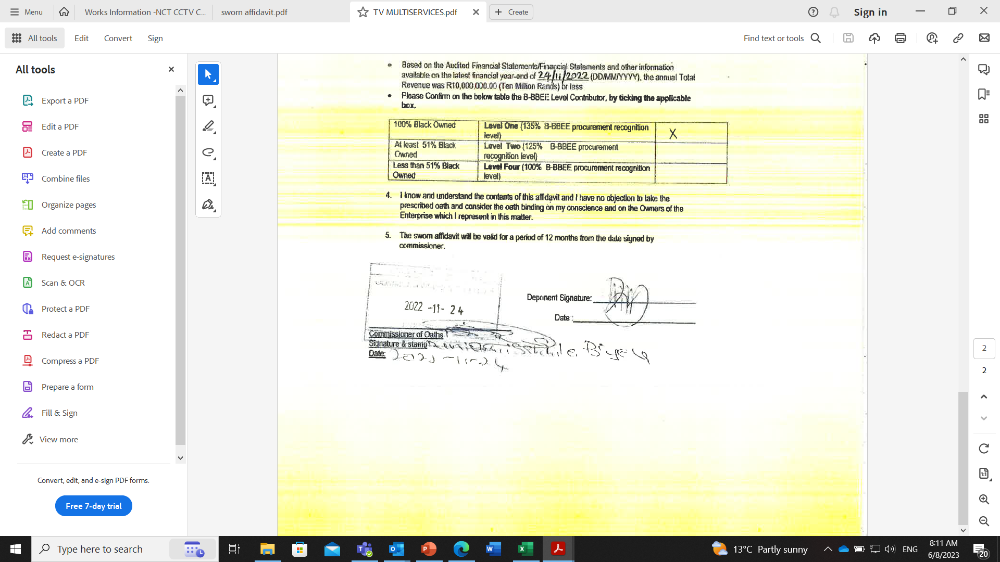 Menu
Works Information -NCT CCTV C...
sworn affidavit.pdf
TV MULTISERVICES.pdf
Create
Sign in
All tools
Edit
Convert
Sign
Find text or tools
All tools
Export a PDF
Edit a PDF
Create a PDF
Combine files
Organize pages
Add comments
Request e-signatures
Scan & OCR
Protect a PDF
Redact a PDF
Compress a PDF
Prepare a form
Fill & Sign
View more
Convert, edit, and e-sign PDF forms.
Free 7-day trial
• Based on the Audited Financial Statements/Financial Statements and other information
available on the latest financial year-end of 24/11/2022 (DD/MM/YYYY), the annual Total
Revenue was R10,000,000.00 (Ten Million Rands) or less
• Please Confirm on the below table the B-BBEE Level Contributor, by ticking the applicable
box.
100% Black Owned
Level One (135% B-BBEE procurement recognition
level)
X
At least 51% Black
Owned
Level Two (125% B-BBEE procurement
recognition level)
Less than 51% Black
Owned
Level Four (100% B-BBEE procurement recognition
level)
4. I know and understand the contents of this affidavit and I have no objection to take the
prescribed oath and consider the oath binding on my conscience and on the Owners of the
Enterprise which I represent in this matter.
5. The sworn affidavit will be valid for a period of 12 months from the date signed by
commissioner.
2022 -11- 24
Deponent Signature:
Date :
Commissioner of Oaths
Signature & stamp
Date: 2022-11-24
2
2
1:1
Type here to search
13°C Partly sunny
ENG
8:11 AM
6/8/2023
20